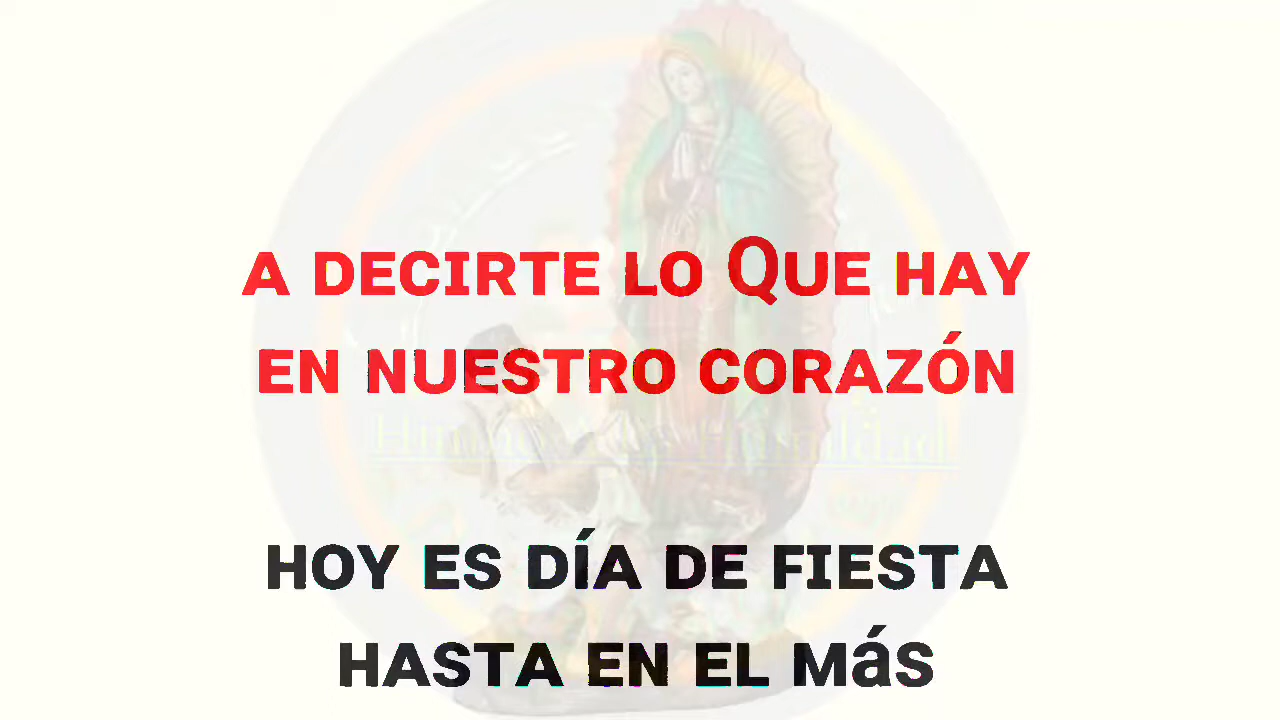 A DECIRTE LO QUE HAY
EN NUESTRO CORAZÓN
HOY ES DÍA DE FIESTA
HASTA EN EL MáS